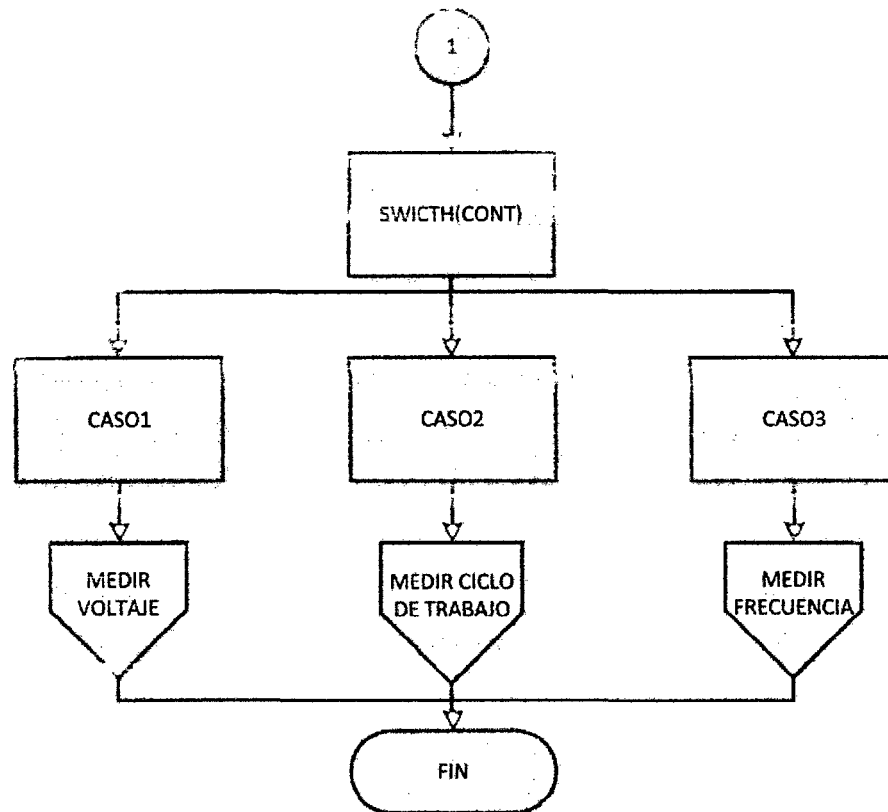 1
SWICTH(CONT)
CASO1
CASO2
CASO3
MEDIR
VOLTAJE
MEDIR CICLO
DE TRABAJO
MEDIR
FRECUENCIA
FIN